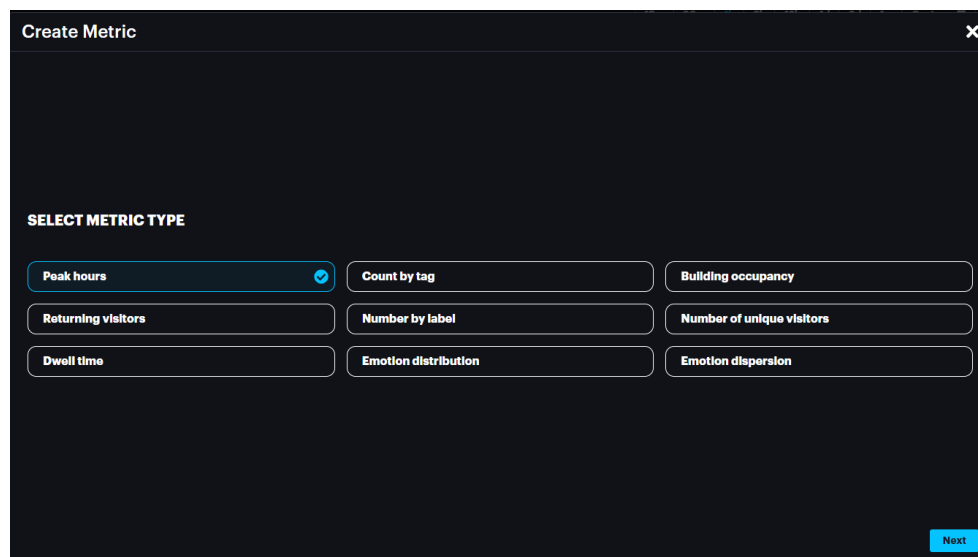 Create Metric
SELECT METRIC TYPE
Peak hours
Count by tag
Building occupancy
Returning visitors
Number by label
Number of unique visitors
Dwell time
Emotion distribution
Emotion dispersion
Next